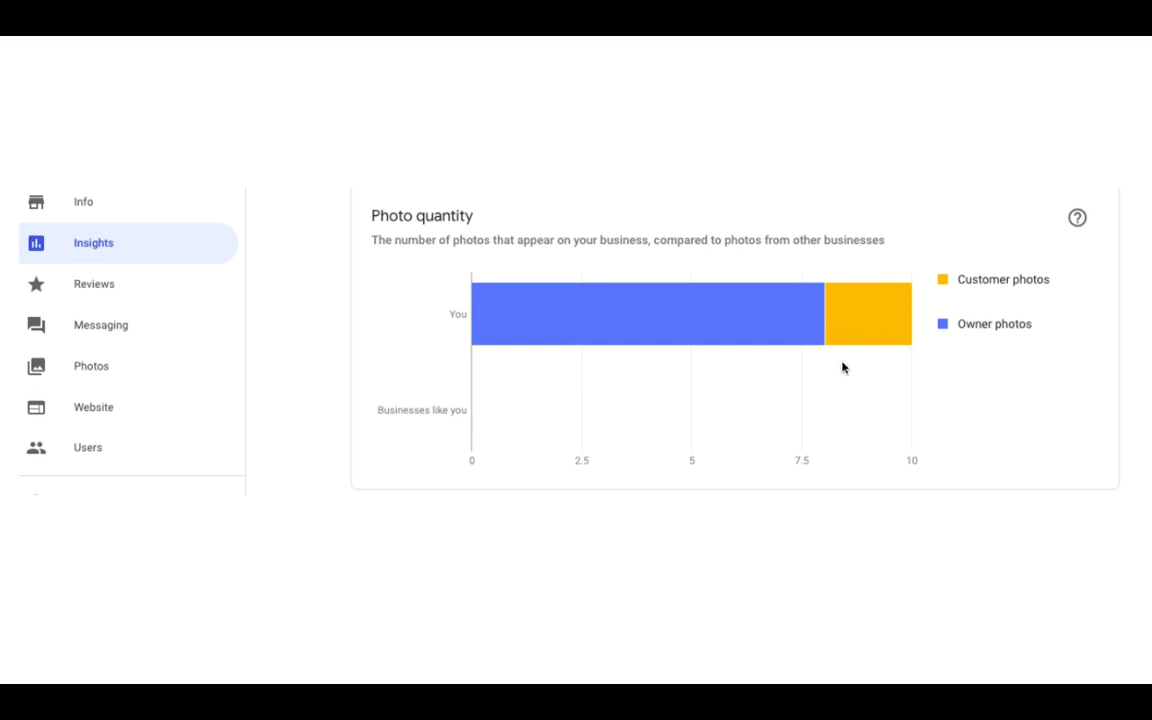 Info
Insights
Reviews
Messaging
Photos
Website
Users
Photo quantity
The number of photos that appear on your business, compared to photos from other businesses
Customer photos
Owner photos
You
Businesses like you
0 2.5 5 7.5 10